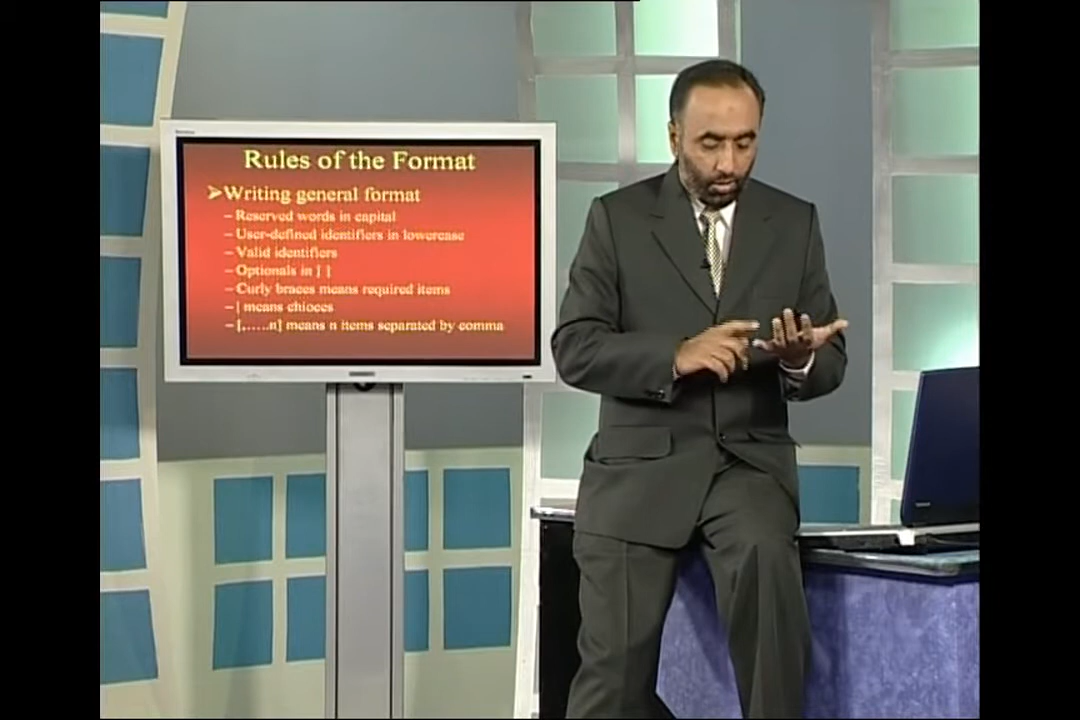 Rules of the Format
➢Writing general format
– Reserved words in capital
– User-defined identifiers in lowercase
– Valid identifiers
– Optionals in [ ]
– Curly braces means required items
– | means chioces
– [,.....n] means n items separated by comma